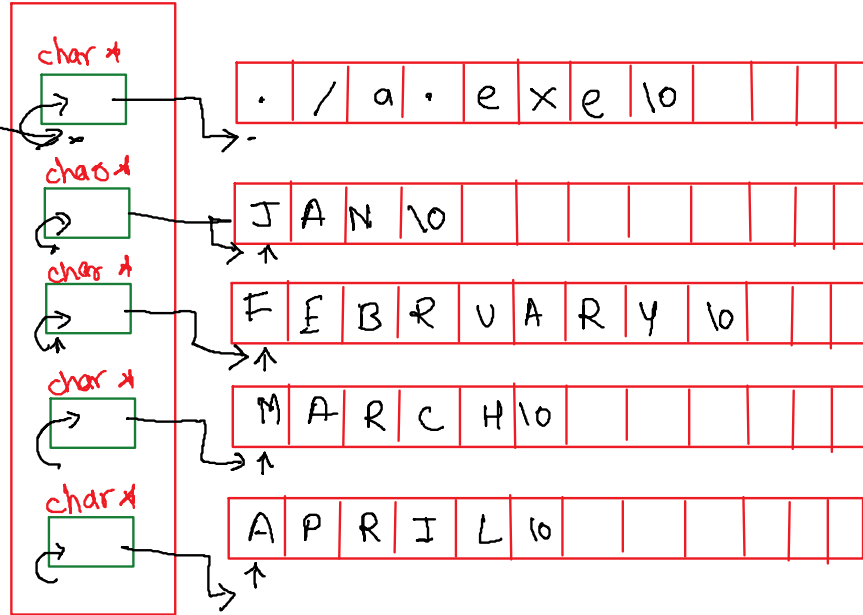 char *
. / a . e x e \0
char *
J A N \0
char *
F E B R U A R Y \0
char *
M A R C H \0
char *
A P R I L \0